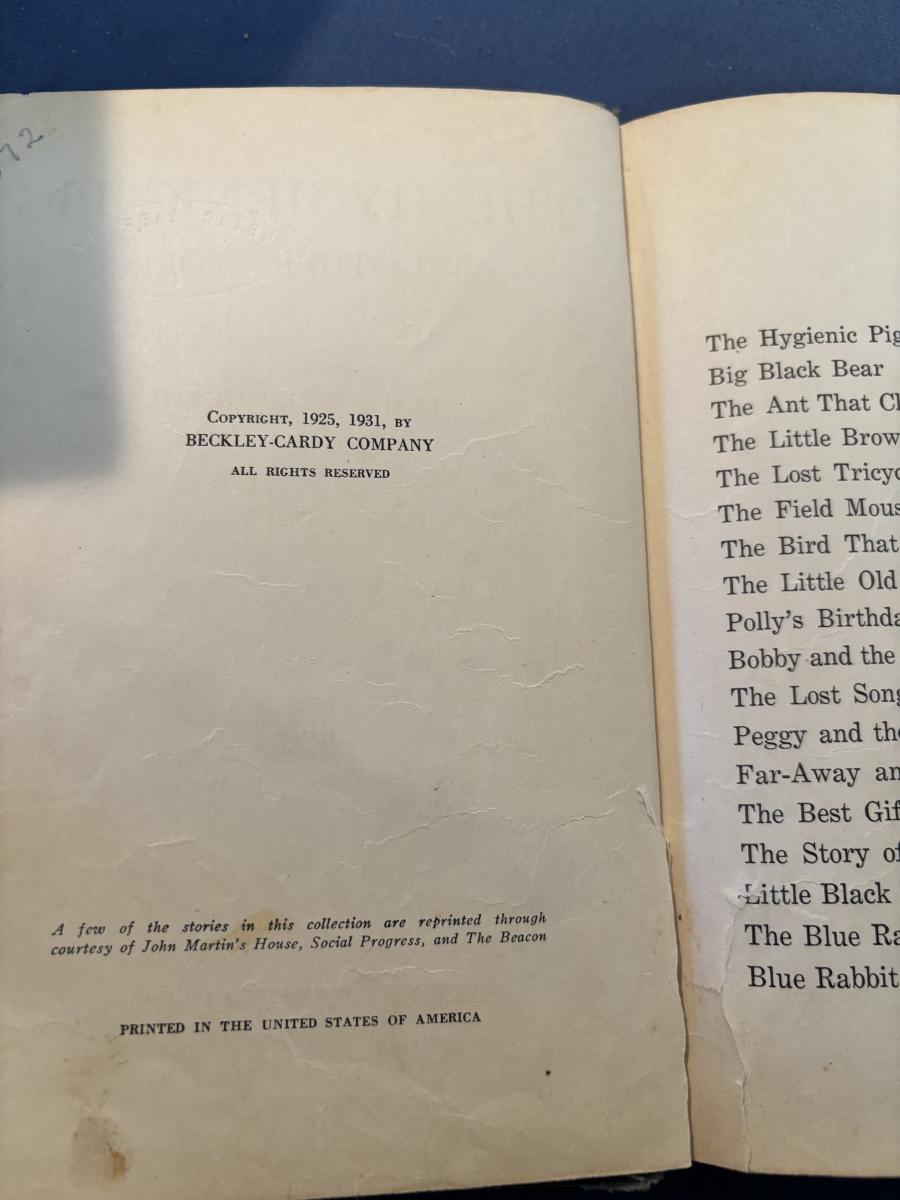 COPYRIGHT, 1925, 1931, BY
BECKLEY-CARDY COMPANY
ALL RIGHTS RESERVED
A few of the stories in this collection are reprinted through
courtesy of John Martin's House, Social Progress, and The Beacon
PRINTED IN THE UNITED STATES OF AMERICA
The Hygienic Pig
Big Black Bear
The Ant That
The Little
The Lost
The Field
The Bird That
The Little Old
Polly's
Bobby and the
The Lost
Peggy and
Far-Away
The Best
The Story
Little Black
The Blue
Blue Rabbit